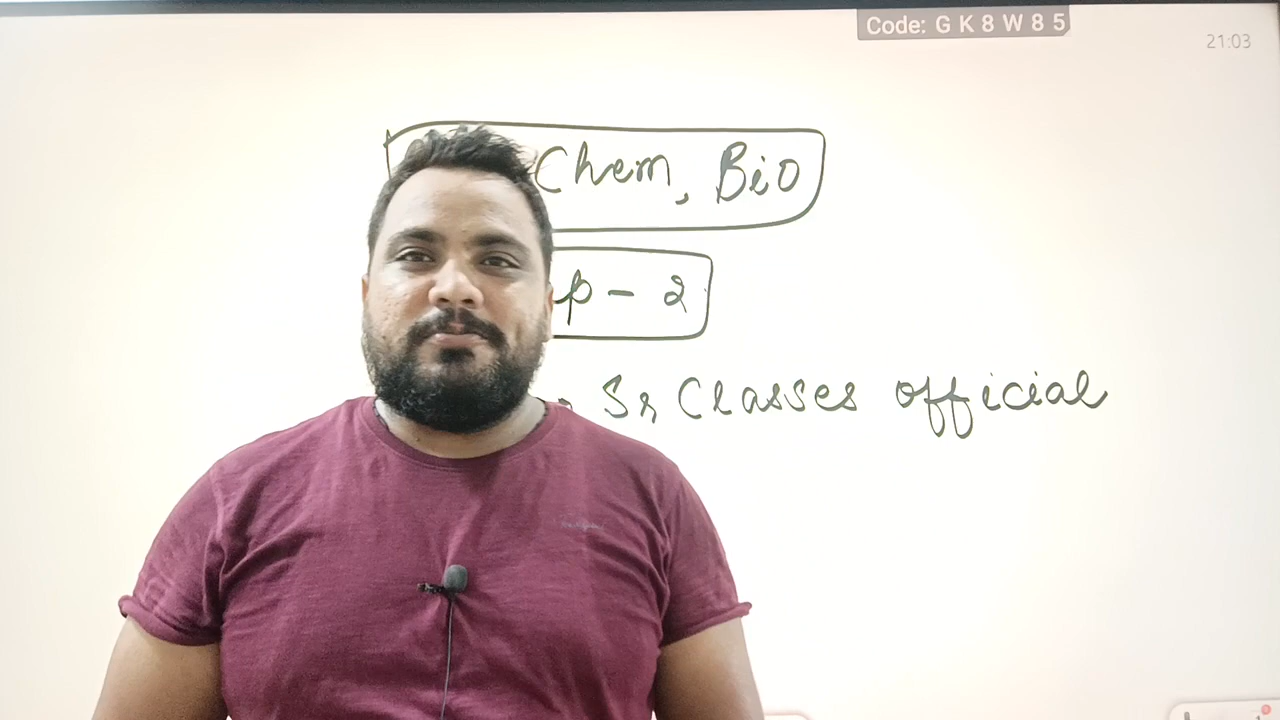 Code: G K 8 W 8 5
21:03
Chem, Bio
p - 2
Sr Classes official